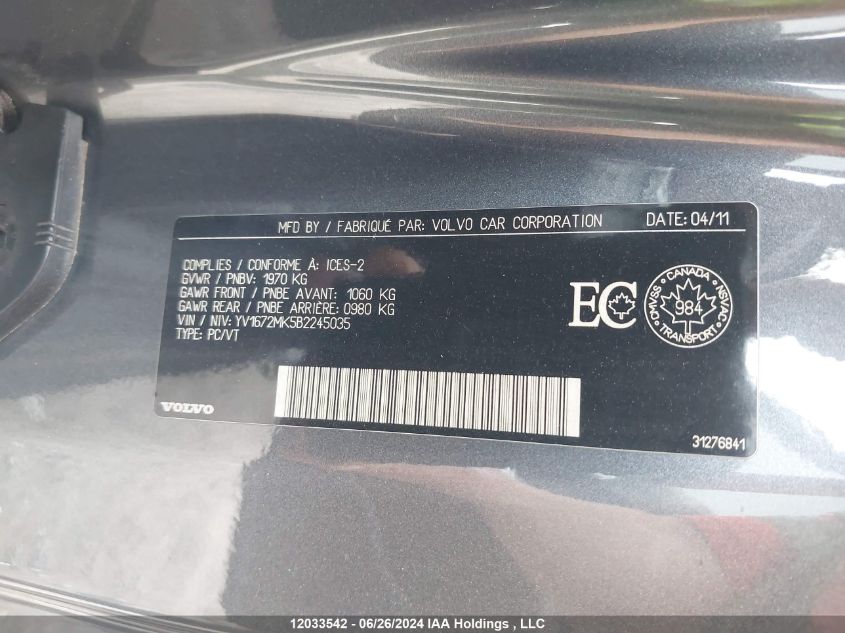 MFD BY / FABRIQUÉ PAR: VOLVO CAR CORPORATION DATE: 04/11
COMPLIES / CONFORME À: ICES-2
GVWR / PNBV: 1970 KG
GAWR FRONT / PNBE AVANT: 1060 KG
GAWR REAR / PNBE ARRIÈRE: 0980 KG
VIN / NIV: YV1672MK5B2245035
TYPE: PC/VT
EC
CANADA
CMVSS 984 NSVAC
TRANSPORT
VOLVO
31276841
12033542 - 06/26/2024 IAA Holdings , LLC